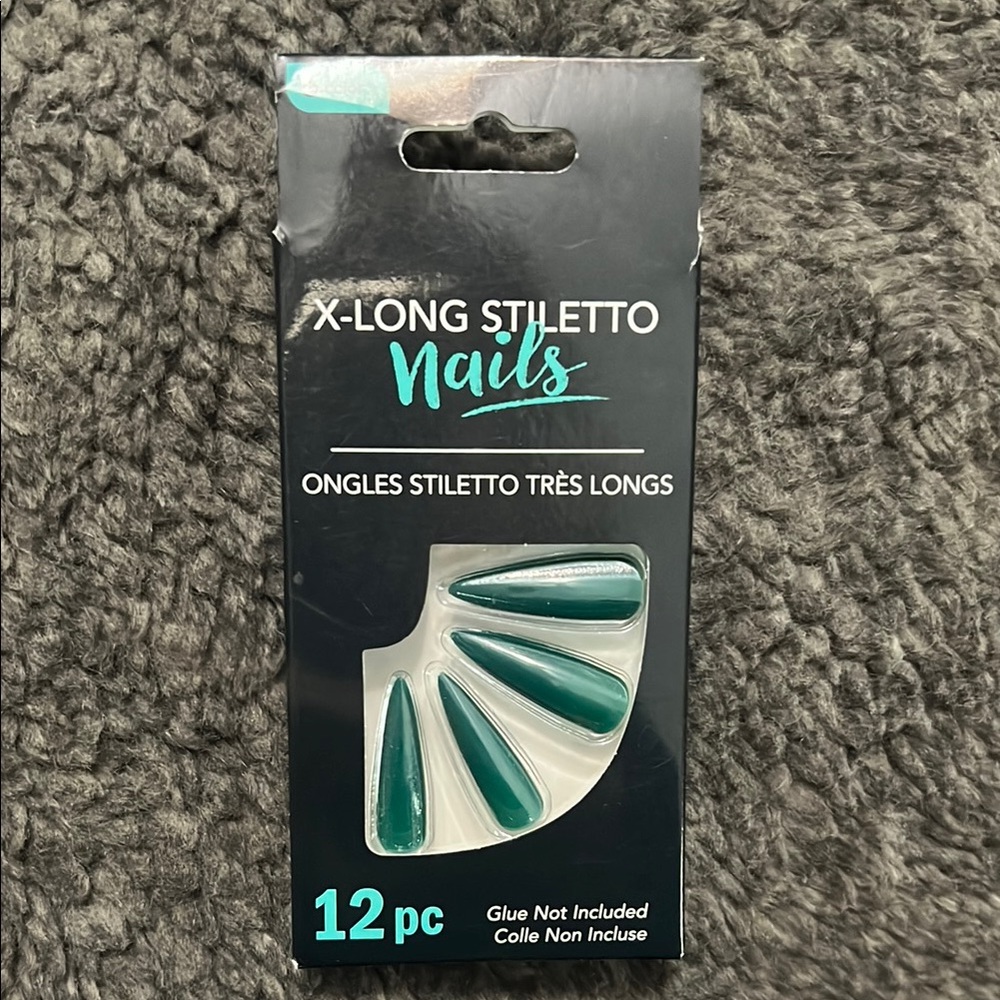 X-LONG STILETTO
Nails
ONGLES STILETTO TRÈS LONGS
12 pc
Glue Not Included
Colle Non Incluse